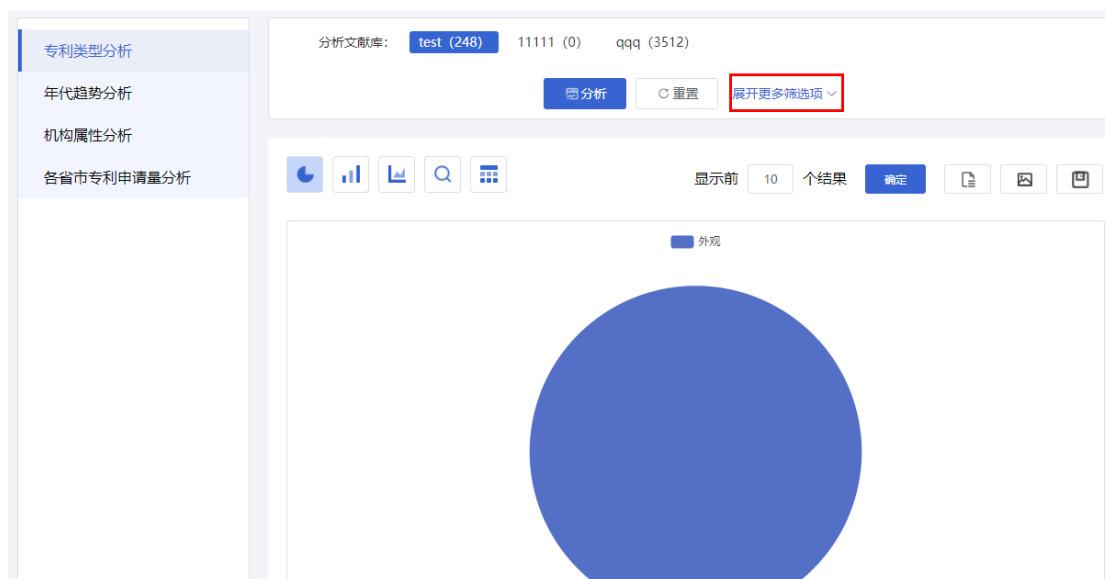 专利类型分析
年代趋势分析
机构属性分析
各省市专利申请量分析
分析文献库： test (248) 11111 (0) qqq (3512)
分析 重置 展开更多筛选项
显示前 10 个结果 确定
外观